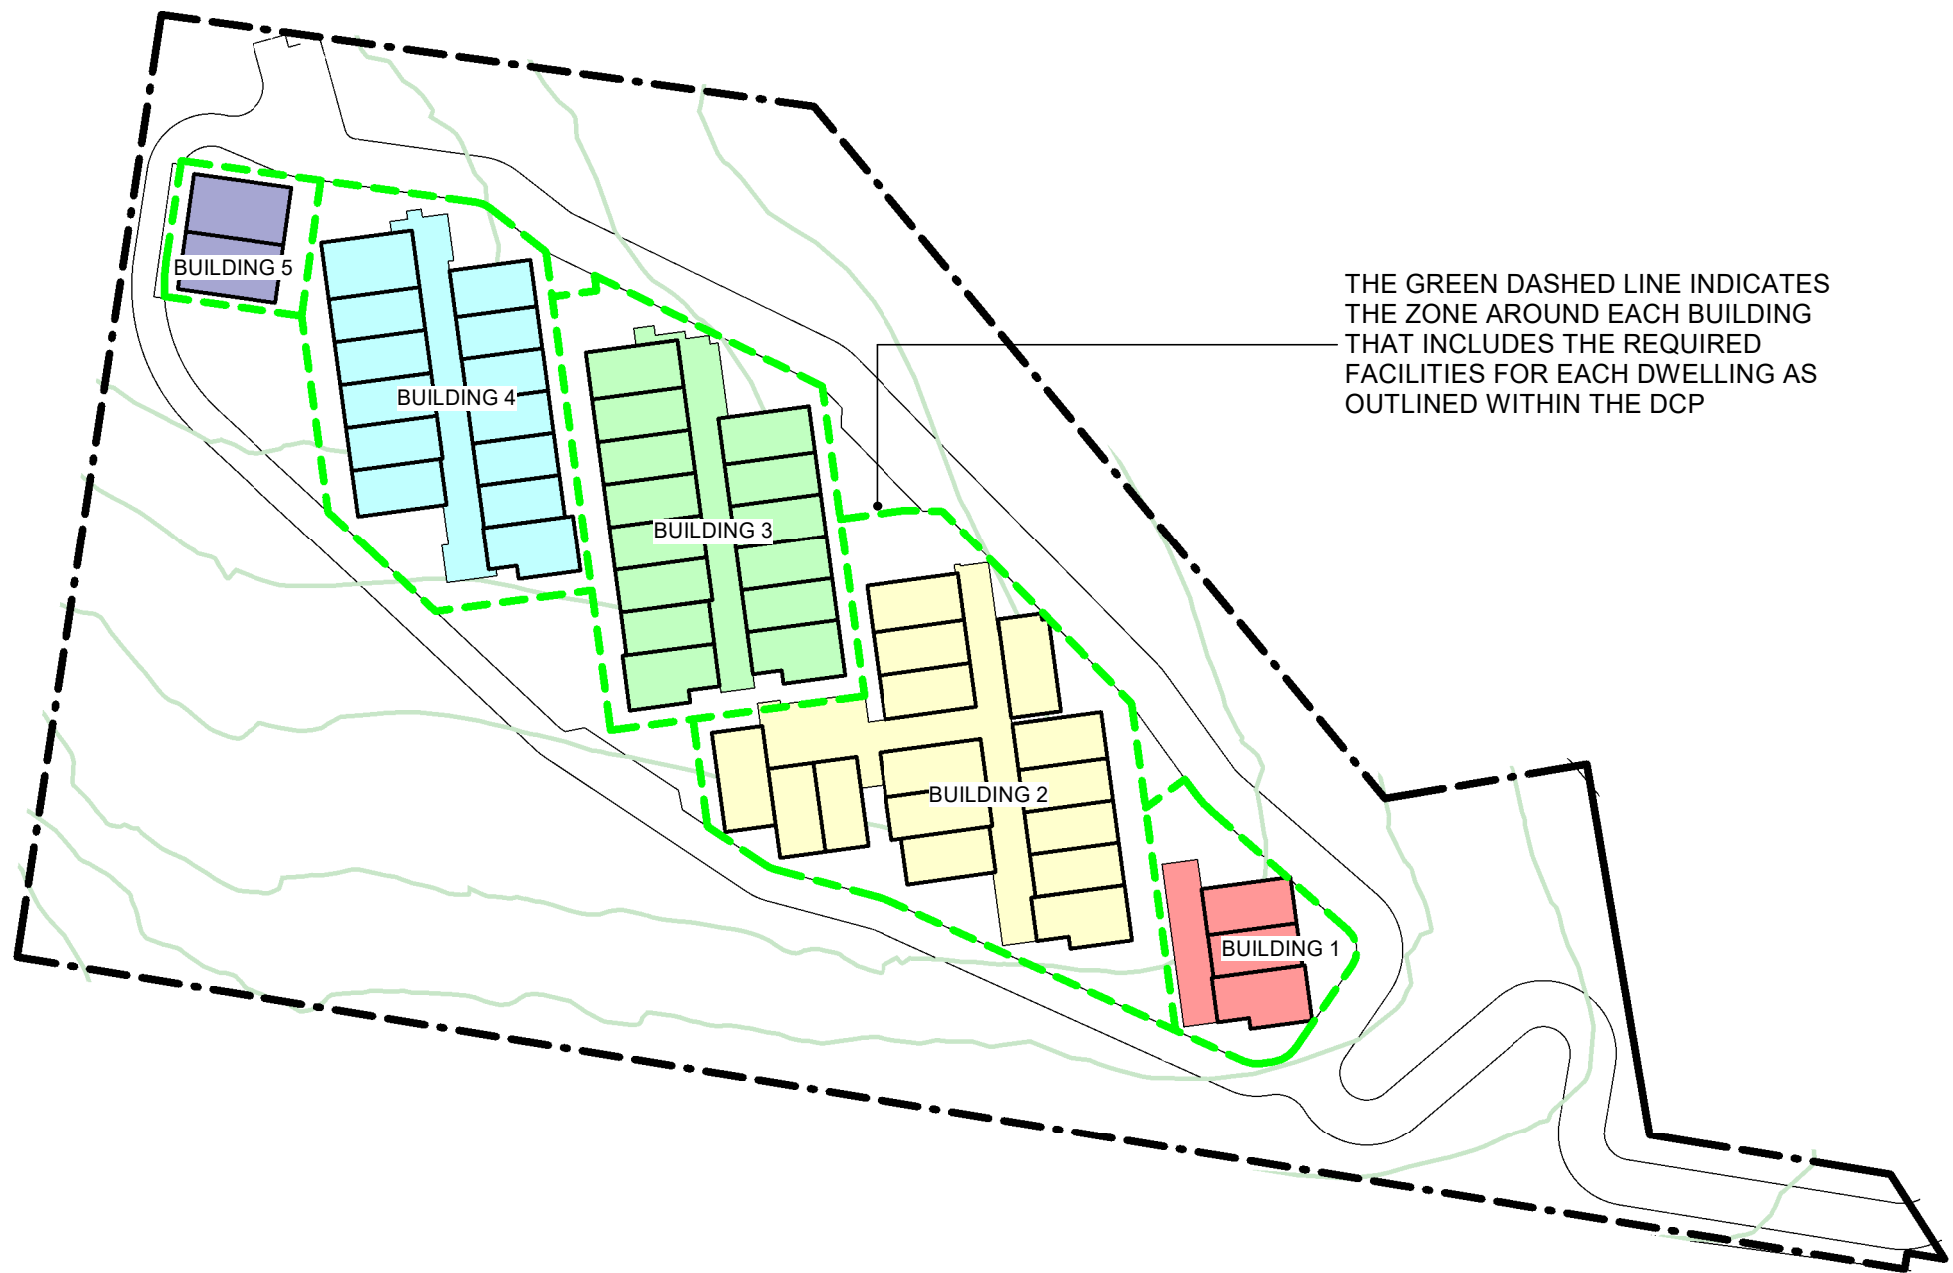 BUILDING 5
BUILDING 4
BUILDING 3
BUILDING 2
BUILDING 1
THE GREEN DASHED LINE INDICATES
THE ZONE AROUND EACH BUILDING
THAT INCLUDES THE REQUIRED
FACILITIES FOR EACH DWELLING AS
OUTLINED WITHIN THE DCP